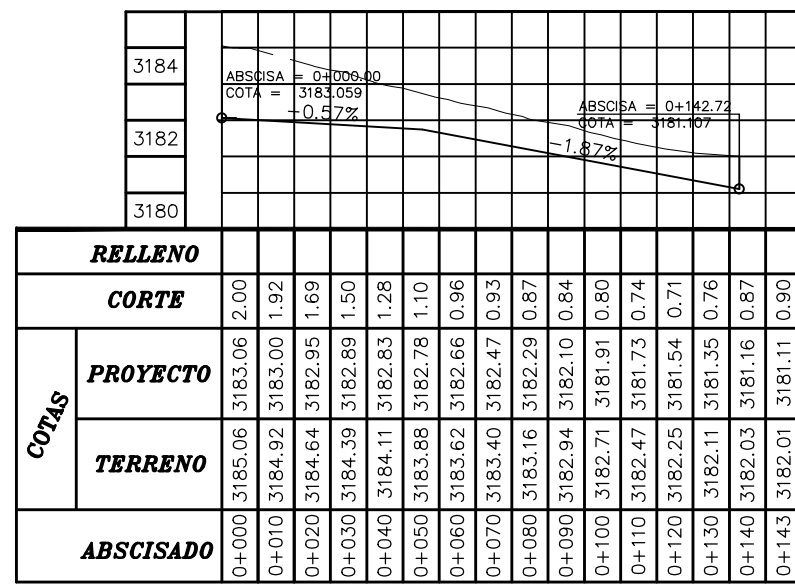 3184
ABSCISA = 0+000.00
COTA = 3183.059
-0.57%
ABSCISA = 0+142.72
COTA = 3181.107
3182
-1.87%
3180
RELLENO
CORTE 2.00 1.92 1.69 1.50 1.28 1.10 0.96 0.93 0.87 0.84 0.80 0.74 0.71 0.76 0.87 0.90
COTAS
PROYECTO 3183.06 3183.00 3182.95 3182.89 3182.83 3182.78 3182.66 3182.47 3182.29 3182.10 3181.91 3181.73 3181.54 3181.35 3181.16 3181.11
TERRENO 3185.06 3184.92 3184.64 3184.39 3184.11 3183.88 3183.62 3183.40 3183.16 3182.94 3182.71 3182.47 3182.25 3182.11 3182.03 3182.01
ABSCISADO 0+000 0+010 0+020 0+030 0+040 0+050 0+060 0+070 0+080 0+090 0+100 0+110 0+120 0+130 0+140 0+143